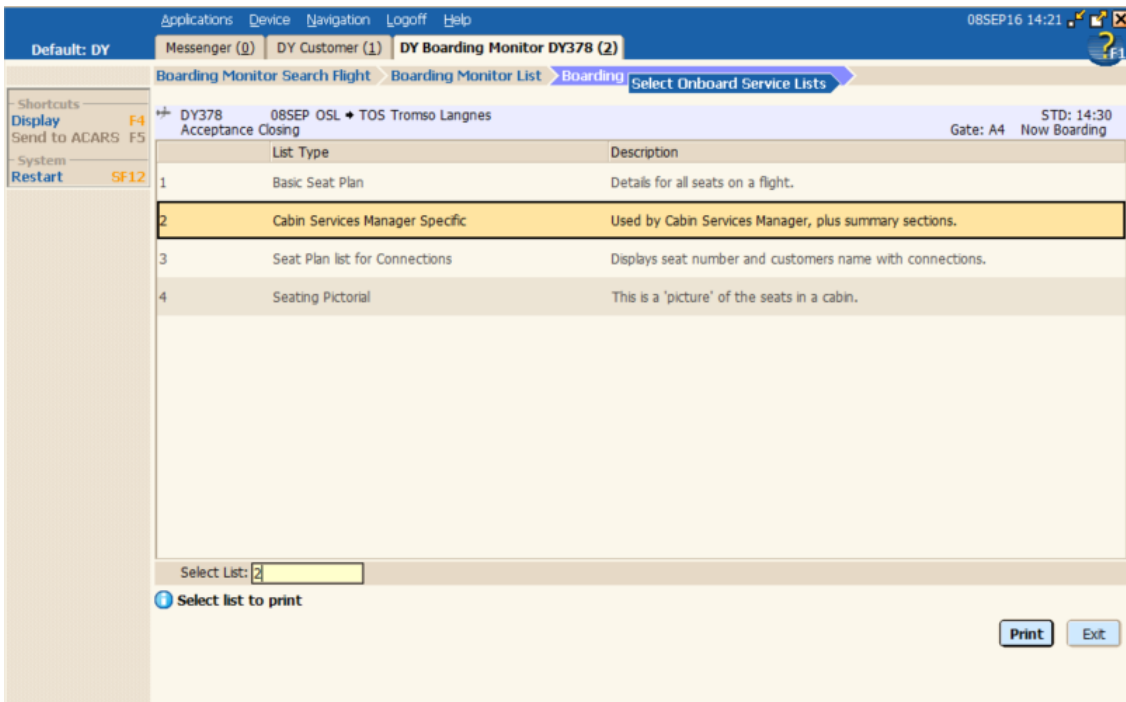 Applications Device Navigation Logoff Help 08SEP16 14:21
Default: DY Messenger (0) DY Customer (1) DY Boarding Monitor DY378 (2) ? F1
Boarding Monitor Search Flight Boarding Monitor List Boarding Select Onboard Service Lists
Shortcuts
Display F4
Send to ACARS F5
System
Restart SF12
DY378 08SEP OSL → TOS Tromso Langnes STD: 14:30
Acceptance Closing Gate: A4 Now Boarding
List Type Description
1 Basic Seat Plan Details for all seats on a flight.
2 Cabin Services Manager Specific Used by Cabin Services Manager, plus summary sections.
3 Seat Plan list for Connections Displays seat number and customers name with connections.
4 Seating Pictorial This is a 'picture' of the seats in a cabin.
Select List: 2
Select list to print
Print Exit